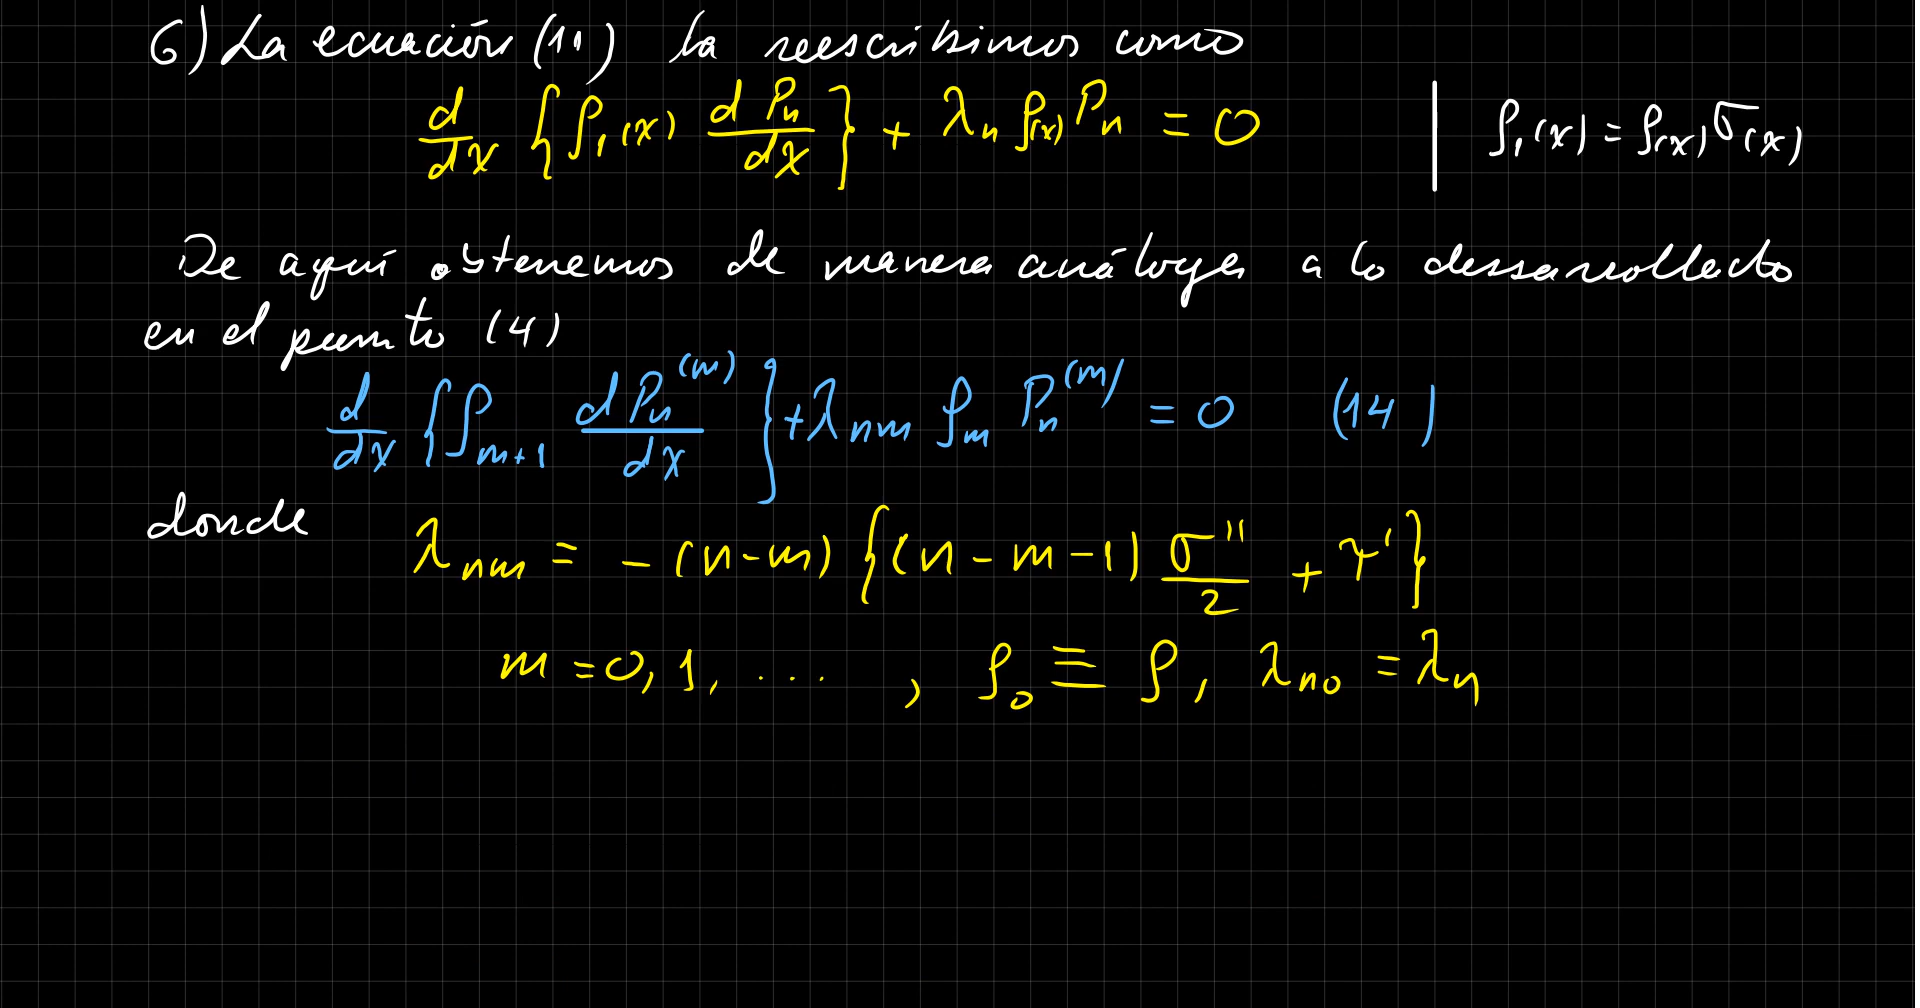 6) La ecuación (11) la reescribimos como
d/dx { ρ₁(x) dPₙ/dx } + λₙ ρ(x) Pₙ = 0 | ρ₁(x) = ρ(x) σ(x)
De aquí obtenemos de manera análoga a lo dessarrollado
en el punto (4)
d/dx { ρₘ₊₁ dPₙ^(m)/dx } + λₙₘ ρₘ Pₙ^(m) = 0 (14)
donde λₙₘ = -(n-m) {(n-m-1) σ''/2 + τ'}
m = 0, 1, ... , ρ₀ ≡ ρ, λₙ₀ = λₙ